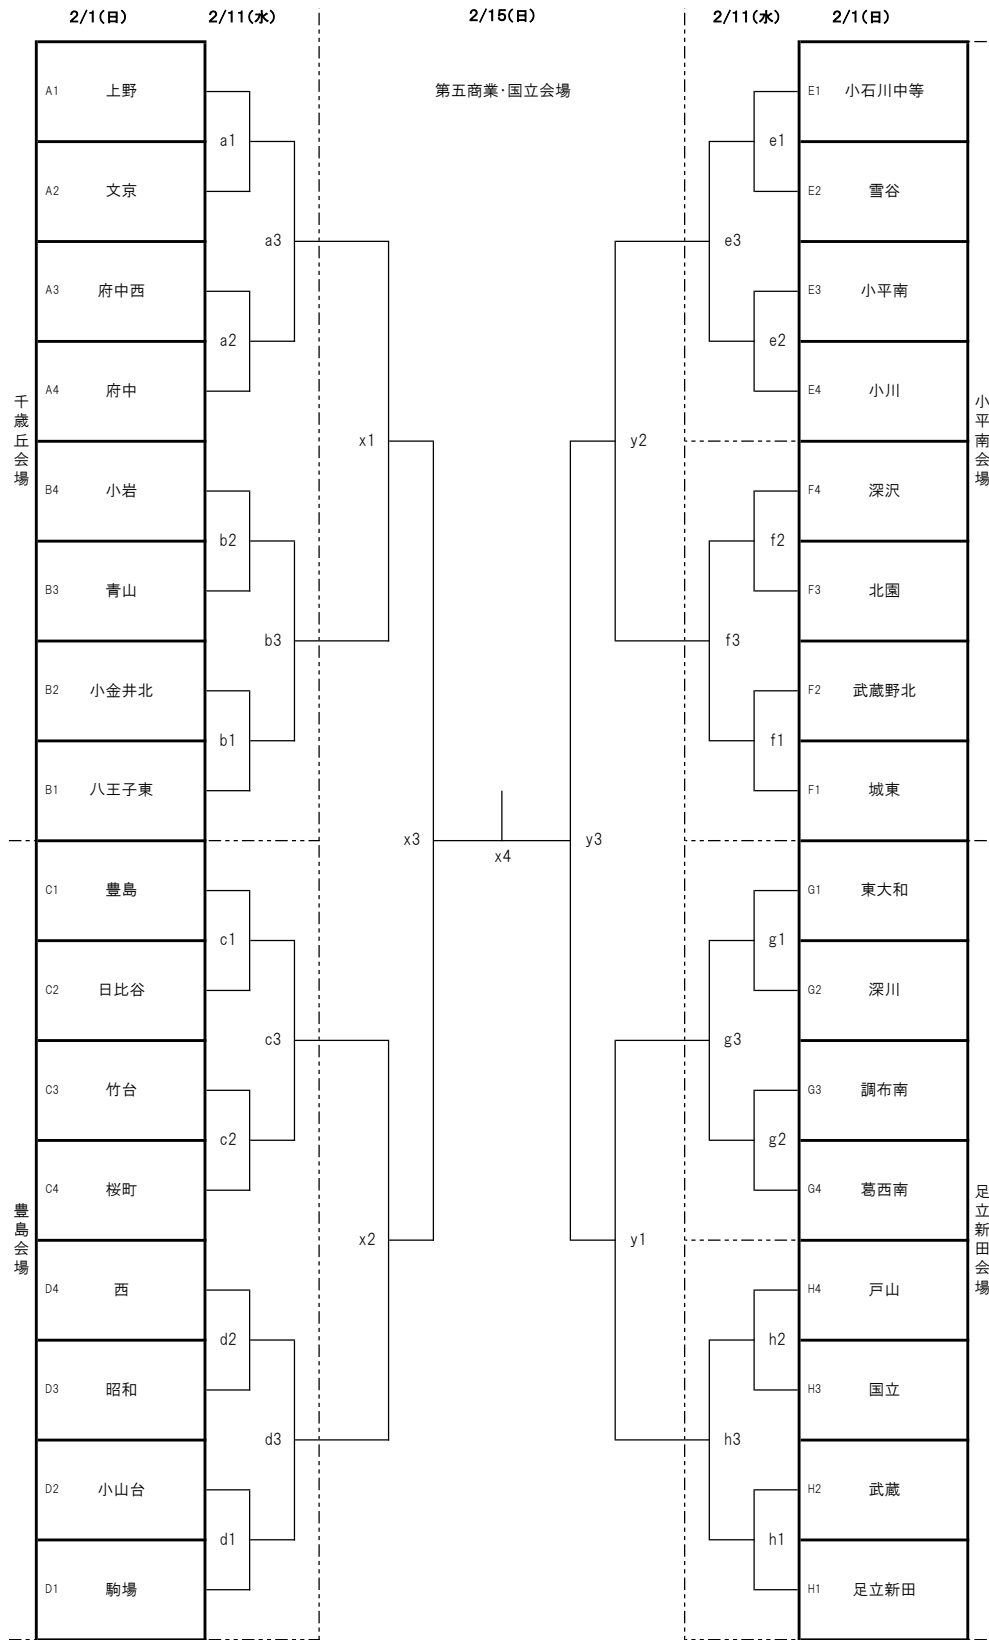 2/1(日) 2/11(水) 2/15(日) 2/11(水) 2/1(日)
第五商業・国立会場
A1 上野
a1
A2 文京
a3
A3 府中西
a2
A4 府中
千歳丘会場
x1
B4 小岩
b2
B3 青山
b3
B2 小金井北
b1
B1 八王子東
x3
x4
y3
C1 豊島
c1
C2 日比谷
c3
C3 竹台
c2
C4 桜町
豊島会場
x2
D4 西
d2
D3 昭和
d3
D2 小山台
d1
D1 駒場
E1 小石川中等
e1
E2 雪谷
e3
E3 小平南
e2
E4 小川
小平南会場
y2
F4 深沢
f2
F3 北園
f3
F2 武蔵野北
f1
F1 城東
G1 東大和
g1
G2 深川
g3
G3 調布南
g2
G4 葛西南
足立新田会場
y1
H4 戸山
h2
H3 国立
h3
H2 武蔵
h1
H1 足立新田